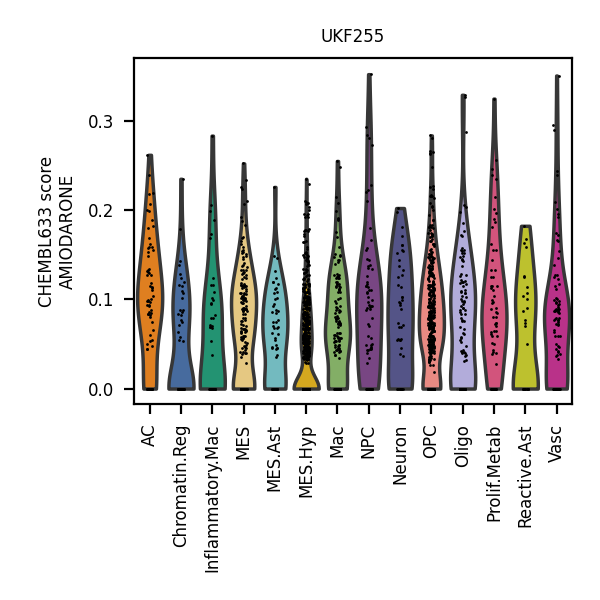 UKF255
CHEMBL633 score
AMIODARONE
0.3
0.2
0.1
0.0
AC
Chromatin.Reg
Inflammatory.Mac
MES
MES.Ast
MES.Hyp
Mac
NPC
Neuron
OPC
Oligo
Prolif.Metab
Reactive.Ast
Vasc